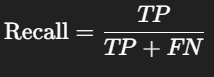 Recall = TP / (TP + FN)